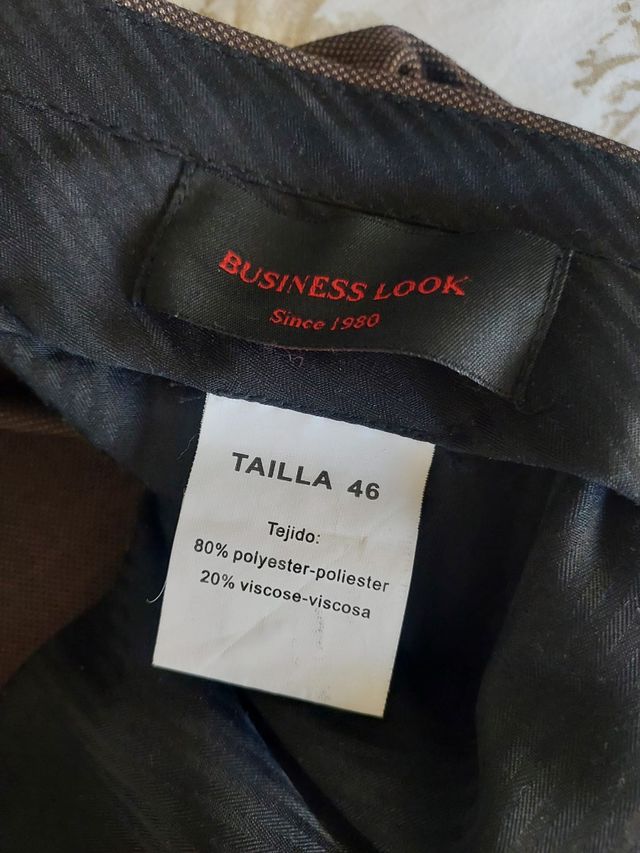 BUSINESS LOOK
Since 1980
TAILLA 46
Tejido:
80% polyester-poliester
20% viscose-viscosa